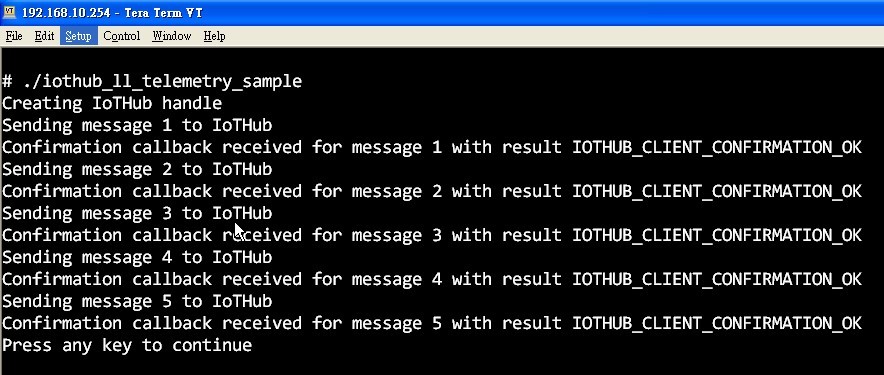 192.168.10.254 - Tera Term VT
File Edit Setup Control Window Help
# ./iothub_ll_telemetry_sample
Creating IoTHub handle
Sending message 1 to IoTHub
Confirmation callback received for message 1 with result IOTHUB_CLIENT_CONFIRMATION_OK
Sending message 2 to IoTHub
Confirmation callback received for message 2 with result IOTHUB_CLIENT_CONFIRMATION_OK
Sending message 3 to IoTHub
Confirmation callback received for message 3 with result IOTHUB_CLIENT_CONFIRMATION_OK
Sending message 4 to IoTHub
Confirmation callback received for message 4 with result IOTHUB_CLIENT_CONFIRMATION_OK
Sending message 5 to IoTHub
Confirmation callback received for message 5 with result IOTHUB_CLIENT_CONFIRMATION_OK
Press any key to continue